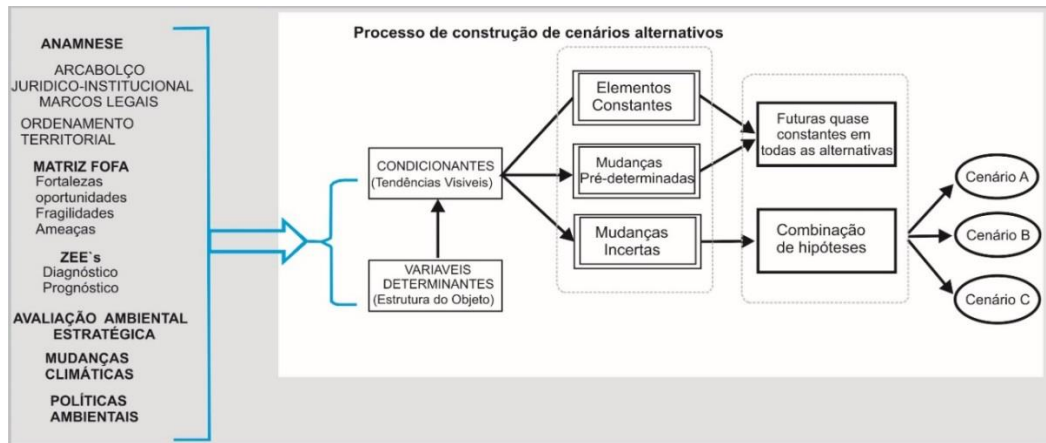 ANAMNESE
ARCABOLÇO
JURIDICO-INSTITUCIONAL
MARCOS LEGAIS
ORDENAMENTO
TERRITORIAL
MATRIZ FOFA
Fortalezas
oportunidades
Fragilidades
Ameaças
ZEE`s
Diagnóstico
Prognóstico
AVALIAÇÃO AMBIENTAL
ESTRATÉGICA
MUDANÇAS
CLIMÁTICAS
POLÍTICAS
AMBIENTAIS
Processo de construção de cenários alternativos
CONDICIONANTES
(Tendências Visiveis)
VARIAVEIS
DETERMINANTES
(Estrutura do Objeto)
Elementos
Constantes
Mudanças
Pré-determinadas
Mudanças
Incertas
Futuras quase
constantes em
todas as alternativas
Combinação
de hipóteses
Cenário A
Cenário B
Cenário C